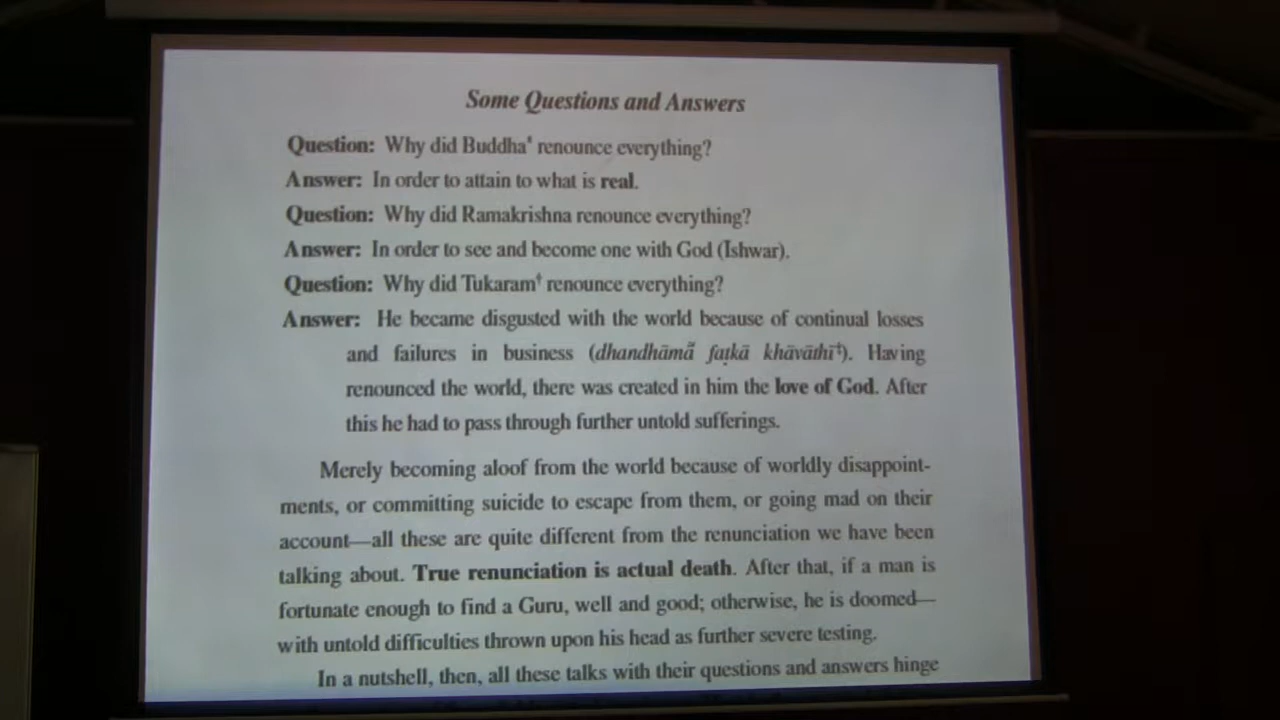 Some Questions and Answers
Question: Why did Buddha* renounce everything?
Answer: In order to attain to what is real.
Question: Why did Ramakrishna renounce everything?
Answer: In order to see and become one with God (Ishwar).
Question: Why did Tukaram† renounce everything?
Answer: He became disgusted with the world because of continual losses
and failures in business (dhandhāmā̃ faṭkā khāvāthī‡). Having
renounced the world, there was created in him the love of God. After
this he had to pass through further untold sufferings.
Merely becoming aloof from the world because of worldly disappoint-
ments, or committing suicide to escape from them, or going mad on their
account—all these are quite different from the renunciation we have been
talking about. True renunciation is actual death. After that, if a man is
fortunate enough to find a Guru, well and good; otherwise, he is doomed—
with untold difficulties thrown upon his head as further severe testing.
In a nutshell, then, all these talks with their questions and answers hinge